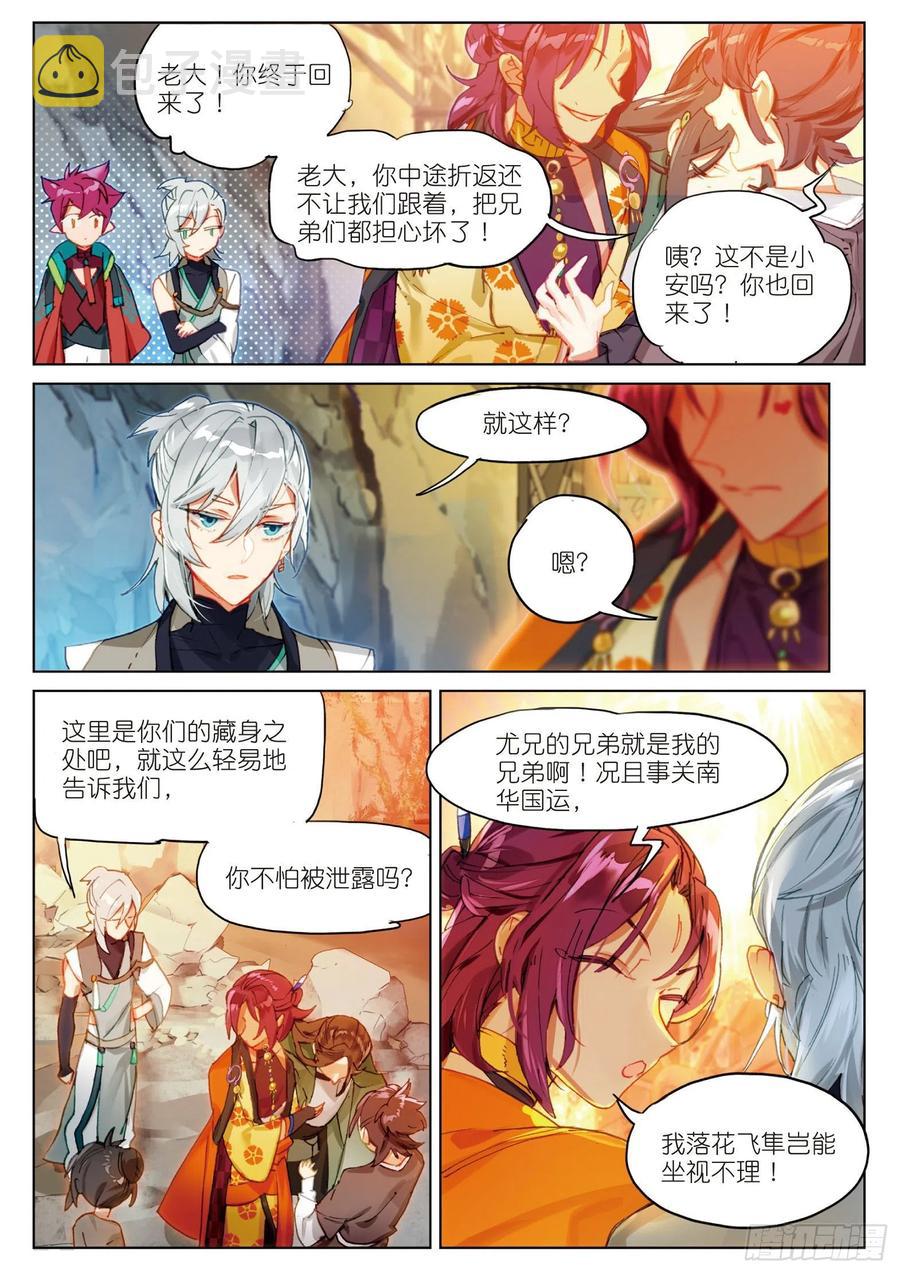 包子漫畫
老大！你终于回
来了！
老大，你中途折返还
不让我们跟着，把兄
弟们都担心坏了！
咦？这不是小
安吗？你也回
来了！
就这样？
嗯？
这里是你们的藏身之
处吧，就这么轻易地
告诉我们，
你不怕被泄露吗？
尤兄的兄弟就是我的
兄弟啊！况且事关南
华国运，
我落花飞隼岂能
坐视不理！
腾讯动漫